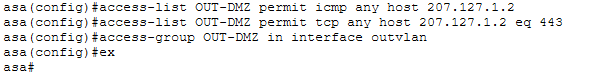 asa(config)#access-list OUT-DMZ permit icmp any host 207.127.1.2
asa(config)#access-list OUT-DMZ permit tcp any host 207.127.1.2 eq 443
asa(config)#access-group OUT-DMZ in interface outvlan
asa(config)#ex
asa#